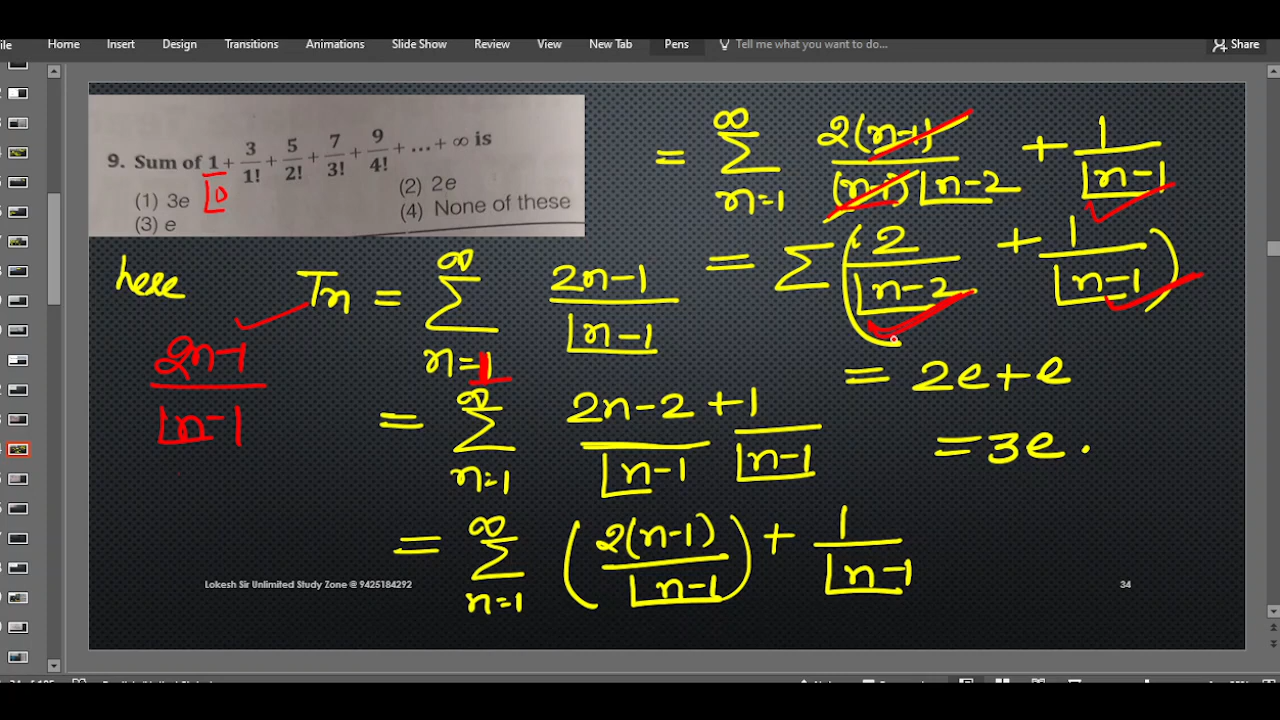 File Home Insert Design Transitions Animations Slide Show Review View New Tab Pens Tell me what you want to do... Share
9. Sum of 1 + 3/1! + 5/2! + 7/3! + 9/4! + ... + ∞ is
(1) 3e
(2) 2e
(3) e
(4) None of these
⌊0
here Tn = ∞ Σ n=1 2n-1/⌊n-1
2n-1/⌊n-1
= ∞ Σ n=1 2n-2/⌊n-1 +1/⌊n-1
= ∞ Σ n=1 (2(n-1)/⌊n-1) + 1/⌊n-1
= ∞ Σ n=1 2(n-1)/(n-1)⌊n-2 + 1/⌊n-1
= Σ (2/⌊n-2 + 1/⌊n-1)
= 2e+e
= 3e.
Lokesh Sir Unlimited Study Zone @ 9425184292
34